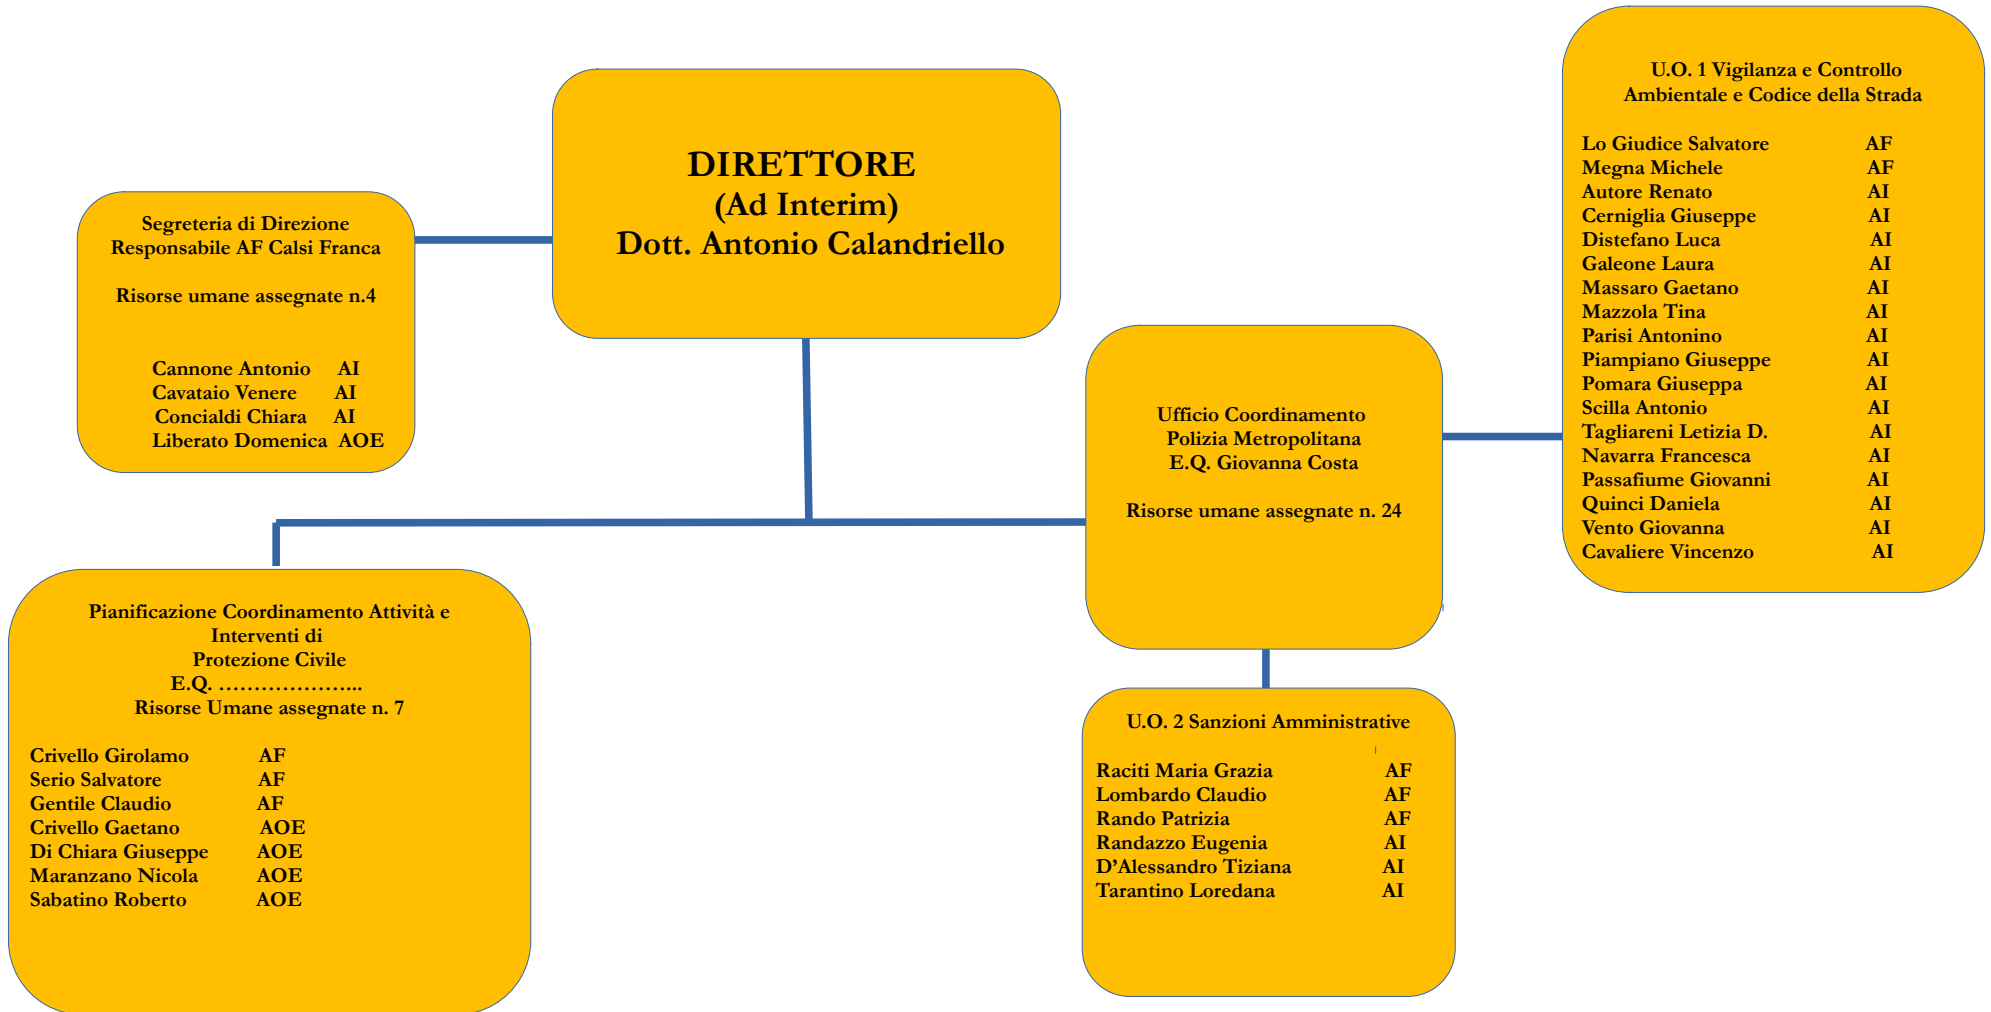 DIRETTORE
(Ad Interim)
Dott. Antonio Calandriello
Segreteria di Direzione
Responsabile AF Calsi Franca
Risorse umane assegnate n.4
Cannone Antonio AI
Cavataio Venere AI
Concialdi Chiara AI
Liberato Domenica AOE
U.O. 1 Vigilanza e Controllo
Ambientale e Codice della Strada
Lo Giudice Salvatore AF
Megna Michele AF
Autore Renato AI
Cerniglia Giuseppe AI
Distefano Luca AI
Galeone Laura AI
Massaro Gaetano AI
Mazzola Tina AI
Parisi Antonino AI
Piampiano Giuseppe AI
Pomara Giuseppa AI
Scilla Antonio AI
Tagliareni Letizia D. AI
Navarra Francesca AI
Passafiume Giovanni AI
Quinci Daniela AI
Vento Giovanna AI
Cavaliere Vincenzo AI
Ufficio Coordinamento
Polizia Metropolitana
E.Q. Giovanna Costa
Risorse umane assegnate n. 24
Pianificazione Coordinamento Attività e
Interventi di
Protezione Civile
E.Q. …………………...
Risorse Umane assegnate n. 7
Crivello Girolamo AF
Serio Salvatore AF
Gentile Claudio AF
Crivello Gaetano AOE
Di Chiara Giuseppe AOE
Maranzano Nicola AOE
Sabatino Roberto AOE
U.O. 2 Sanzioni Amministrative
Raciti Maria Grazia AF
Lombardo Claudio AF
Rando Patrizia AF
Randazzo Eugenia AI
D’Alessandro Tiziana AI
Tarantino Loredana AI